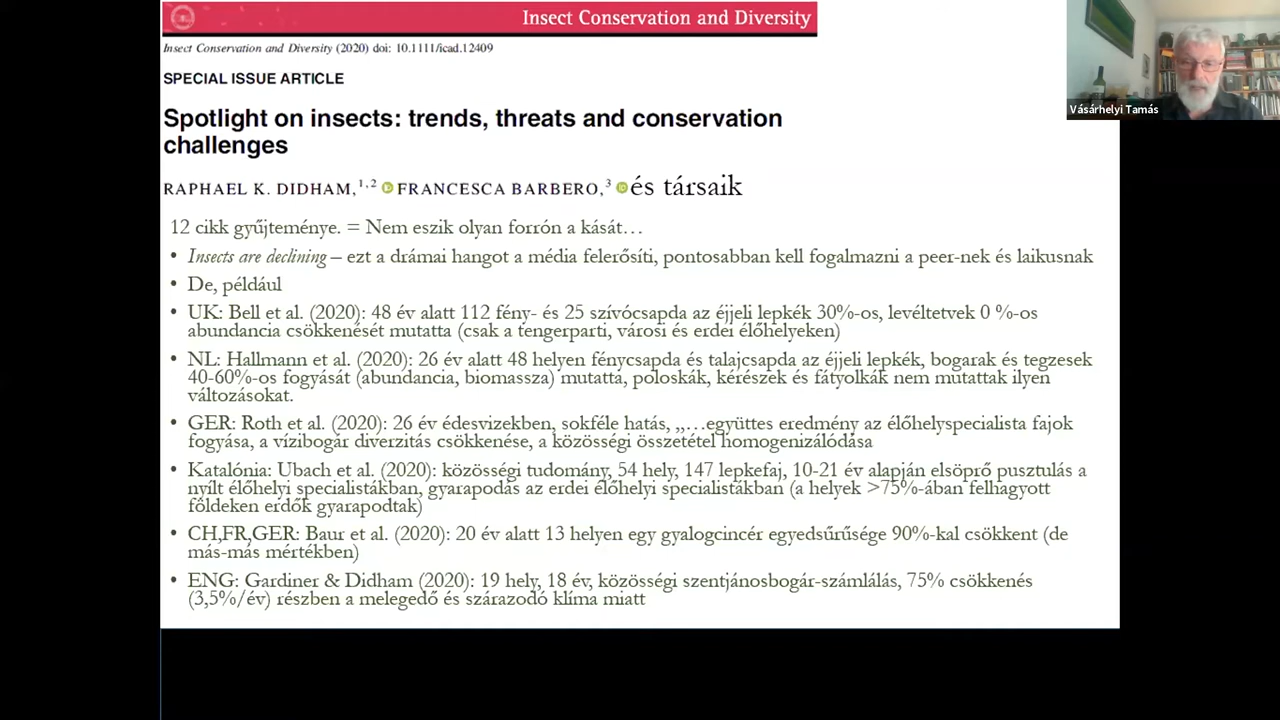 Insect Conservation and Diversity
Insect Conservation and Diversity (2020) doi: 10.1111/icad.12409
SPECIAL ISSUE ARTICLE
Spotlight on insects: trends, threats and conservation
challenges
RAPHAEL K. DIDHAM,1,2 FRANCESCA BARBERO,3 és társaik
12 cikk gyűjteménye. = Nem eszik olyan forrón a kását…
• Insects are declining – ezt a drámai hangot a média felerősíti, pontosabban kell fogalmazni a peer-nek és laikusnak
• De, például
• UK: Bell et al. (2020): 48 év alatt 112 fény- és 25 szívócsapda az éjjeli lepkék 30%-os, levéltetvek 0 %-os
abundancia csökkenését mutatta (csak a tengerparti, városi és erdei élőhelyeken)
• NL: Hallmann et al. (2020): 26 év alatt 48 helyen fénycsapda és talajcsapda az éjjeli lepkék, bogarak és tegzesek
40-60%-os fogyását (abundancia, biomassza) mutatta, poloskák, kérészek és fátyolkák nem mutattak ilyen
változásokat.
• GER: Roth et al. (2020): 26 év édesvizekben, sokféle hatás, „…együttes eredmény az élőhelyspecialista fajok
fogyása, a vízibogár diverzitás csökkenése, a közösségi összetétel homogenizálódása
• Katalónia: Ubach et al. (2020): közösségi tudomány, 54 hely, 147 lepkefaj, 10-21 év alapján elsöprő pusztulás a
nyílt élőhelyi specialistákban, gyarapodás az erdei élőhelyi specialistákban (a helyek >75%-ában felhagyott
földeken erdők gyarapodtak)
• CH,FR,GER: Baur et al. (2020): 20 év alatt 13 helyen egy gyalogcincér egyedsűrűsége 90%-kal csökkent (de
más-más mértékben)
• ENG: Gardiner & Didham (2020): 19 hely, 18 év, közösségi szentjánosbogár-számlálás, 75% csökkenés
(3,5%/év) részben a melegedő és szárazodó klíma miatt
Vásárhelyi Tamás